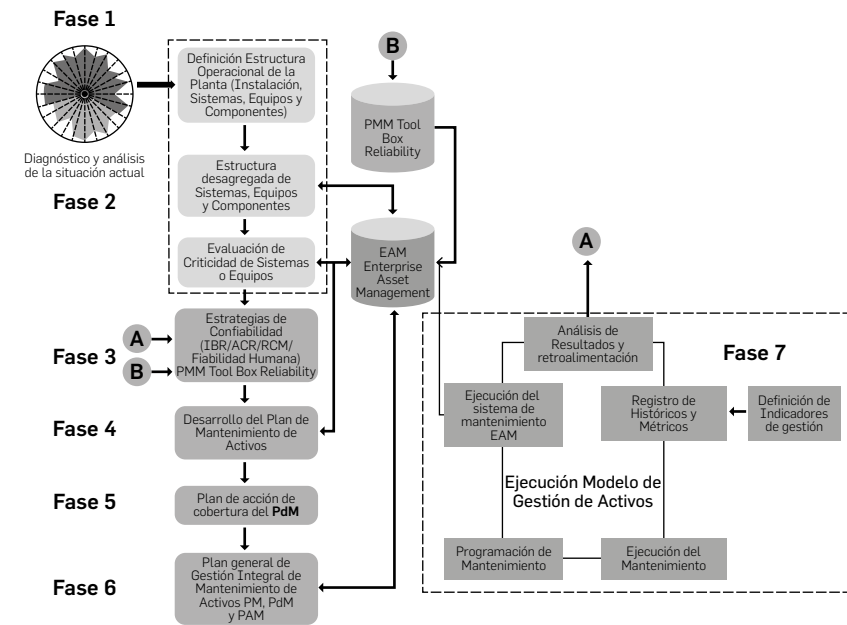 Fase 1
Diagnóstico y análisis
de la situación actual
Fase 2
Definición Estructura
Operacional de la
Planta (Instalación,
Sistemas, Equipos y
Componentes)
Estructura
desagregada de
Sistemas, Equipos
y Componentes
Evaluación de
Criticidad de Sistemas
o Equipos
B
PMM Tool
Box
Reliability
EAM
Enterprise
Asset
Management
A
B
Fase 3
Estrategias de
Confiabilidad
(IBR/ACR/RCM/
Fiabilidad Humana)
PMM Tool Box Reliability
Fase 4
Desarrollo del Plan de
Mantenimiento de
Activos
Fase 5
Plan de acción de
cobertura del PdM
Fase 6
Plan general de
Gestión Integral de
Mantenimiento de
Activos PM, PdM
y PAM
A
Análisis de
Resultados y
retroalimentación
Fase 7
Ejecución del
sistema de
mantenimiento
EAM
Registro de
Históricos y
Métricos
Definición de
Indicadores
de gestión
Ejecución Modelo de
Gestión de Activos
Programación de
Mantenimiento
Ejecución del
Mantenimiento